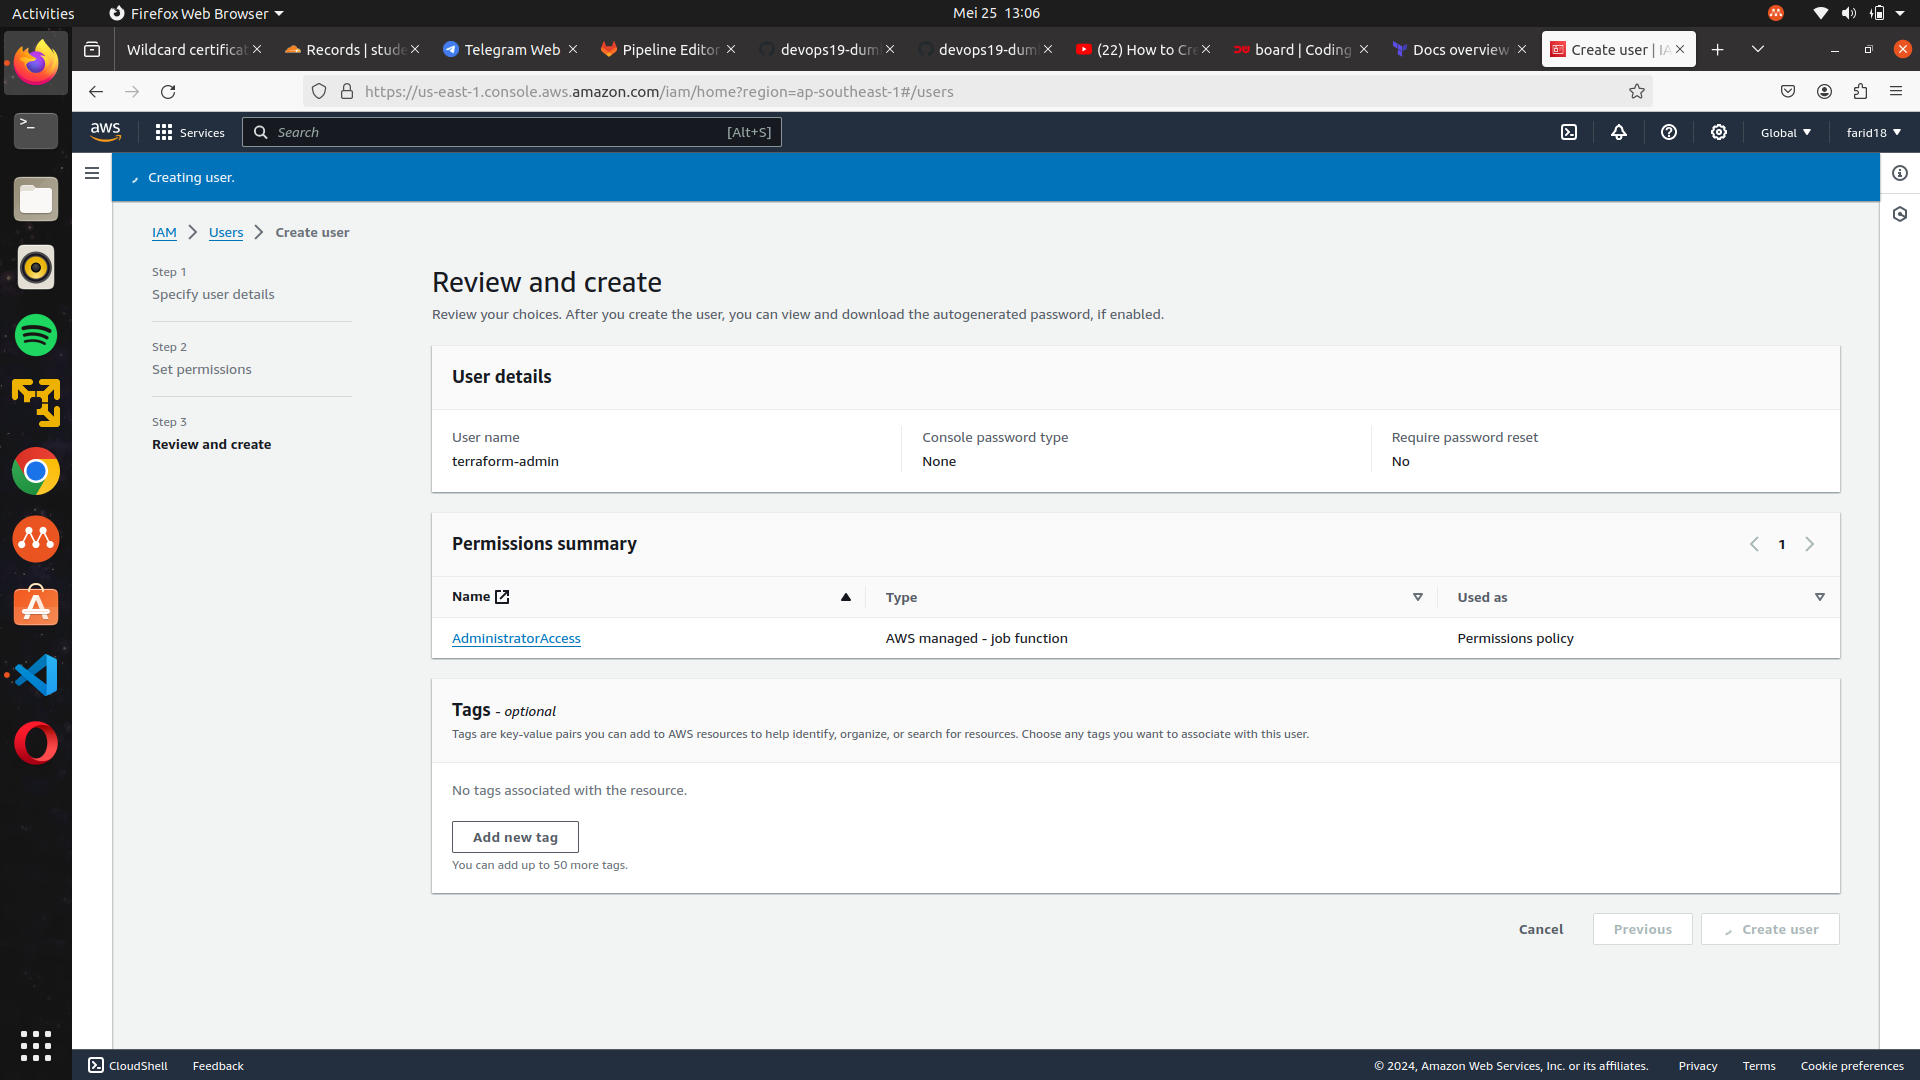 Activities
Firefox Web Browser
Mei 25 13:06
Wildcard certificat
Records | stude
Telegram Web
Pipeline Editor
devops19-dum
devops19-dum
(22) How to Cre
board | Coding
Docs overview
Create user | IA
https://us-east-1.console.aws.amazon.com/iam/home?region=ap-southeast-1#/users
aws
Services
Search
[Alt+S]
Global
farid18
Creating user.
IAM
Users
Create user
Step 1
Specify user details
Step 2
Set permissions
Step 3
Review and create
Review and create
Review your choices. After you create the user, you can view and download the autogenerated password, if enabled.
User details
User name
terraform-admin
Console password type
None
Require password reset
No
Permissions summary
1
Name
Type
Used as
AdministratorAccess
AWS managed - job function
Permissions policy
Tags - optional
Tags are key-value pairs you can add to AWS resources to help identify, organize, or search for resources. Choose any tags you want to associate with this user.
No tags associated with the resource.
Add new tag
You can add up to 50 more tags.
Cancel
Previous
Create user
CloudShell
Feedback
© 2024, Amazon Web Services, Inc. or its affiliates.
Privacy
Terms
Cookie preferences